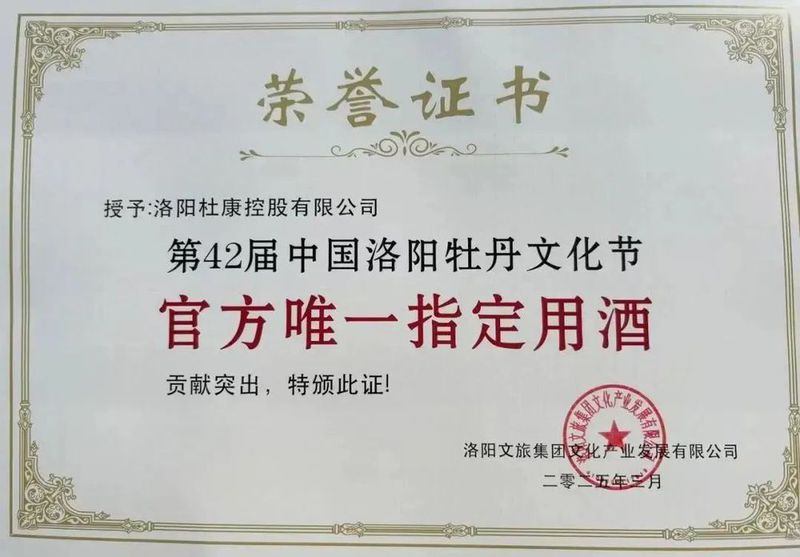 荣誉证书
授予:洛阳杜康控股有限公司
第42届中国洛阳牡丹文化节
官方唯一指定用酒
贡献突出，特颁此证!
洛阳文旅集团文化产业发展有限公司
二零二五年三月